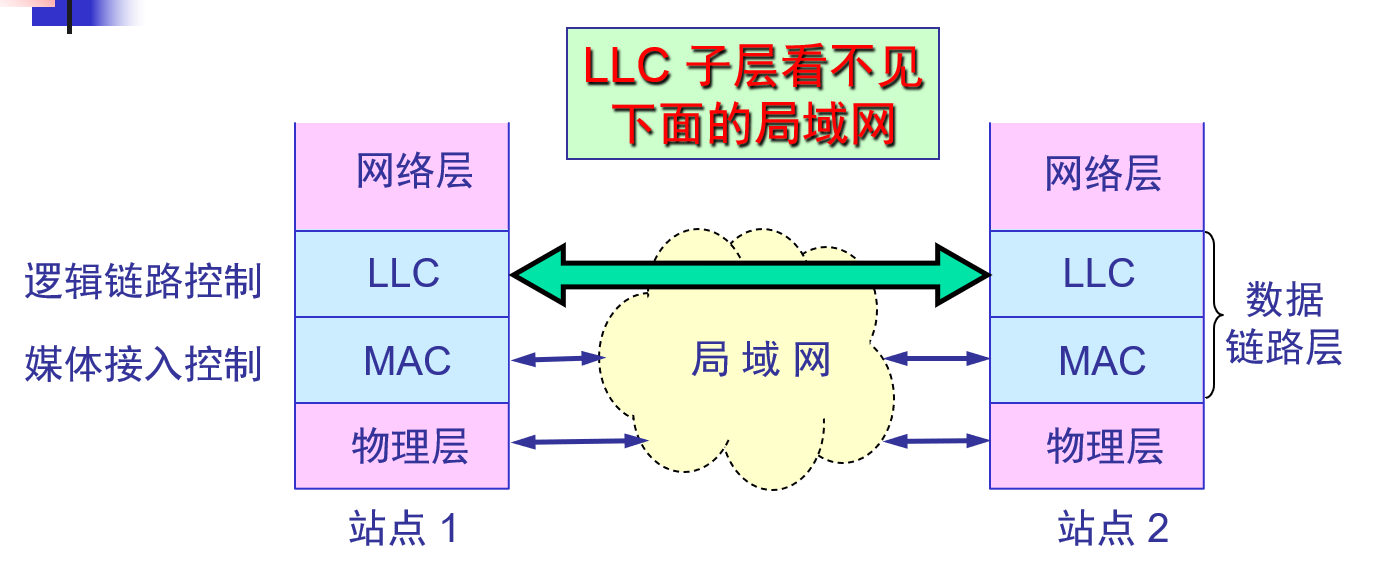 LLC 子层看不见
下面的局域网
网络层
网络层
逻辑链路控制
LLC
LLC
数据
链路层
媒体接入控制
MAC
局 域 网
MAC
物理层
物理层
站点 1
站点 2